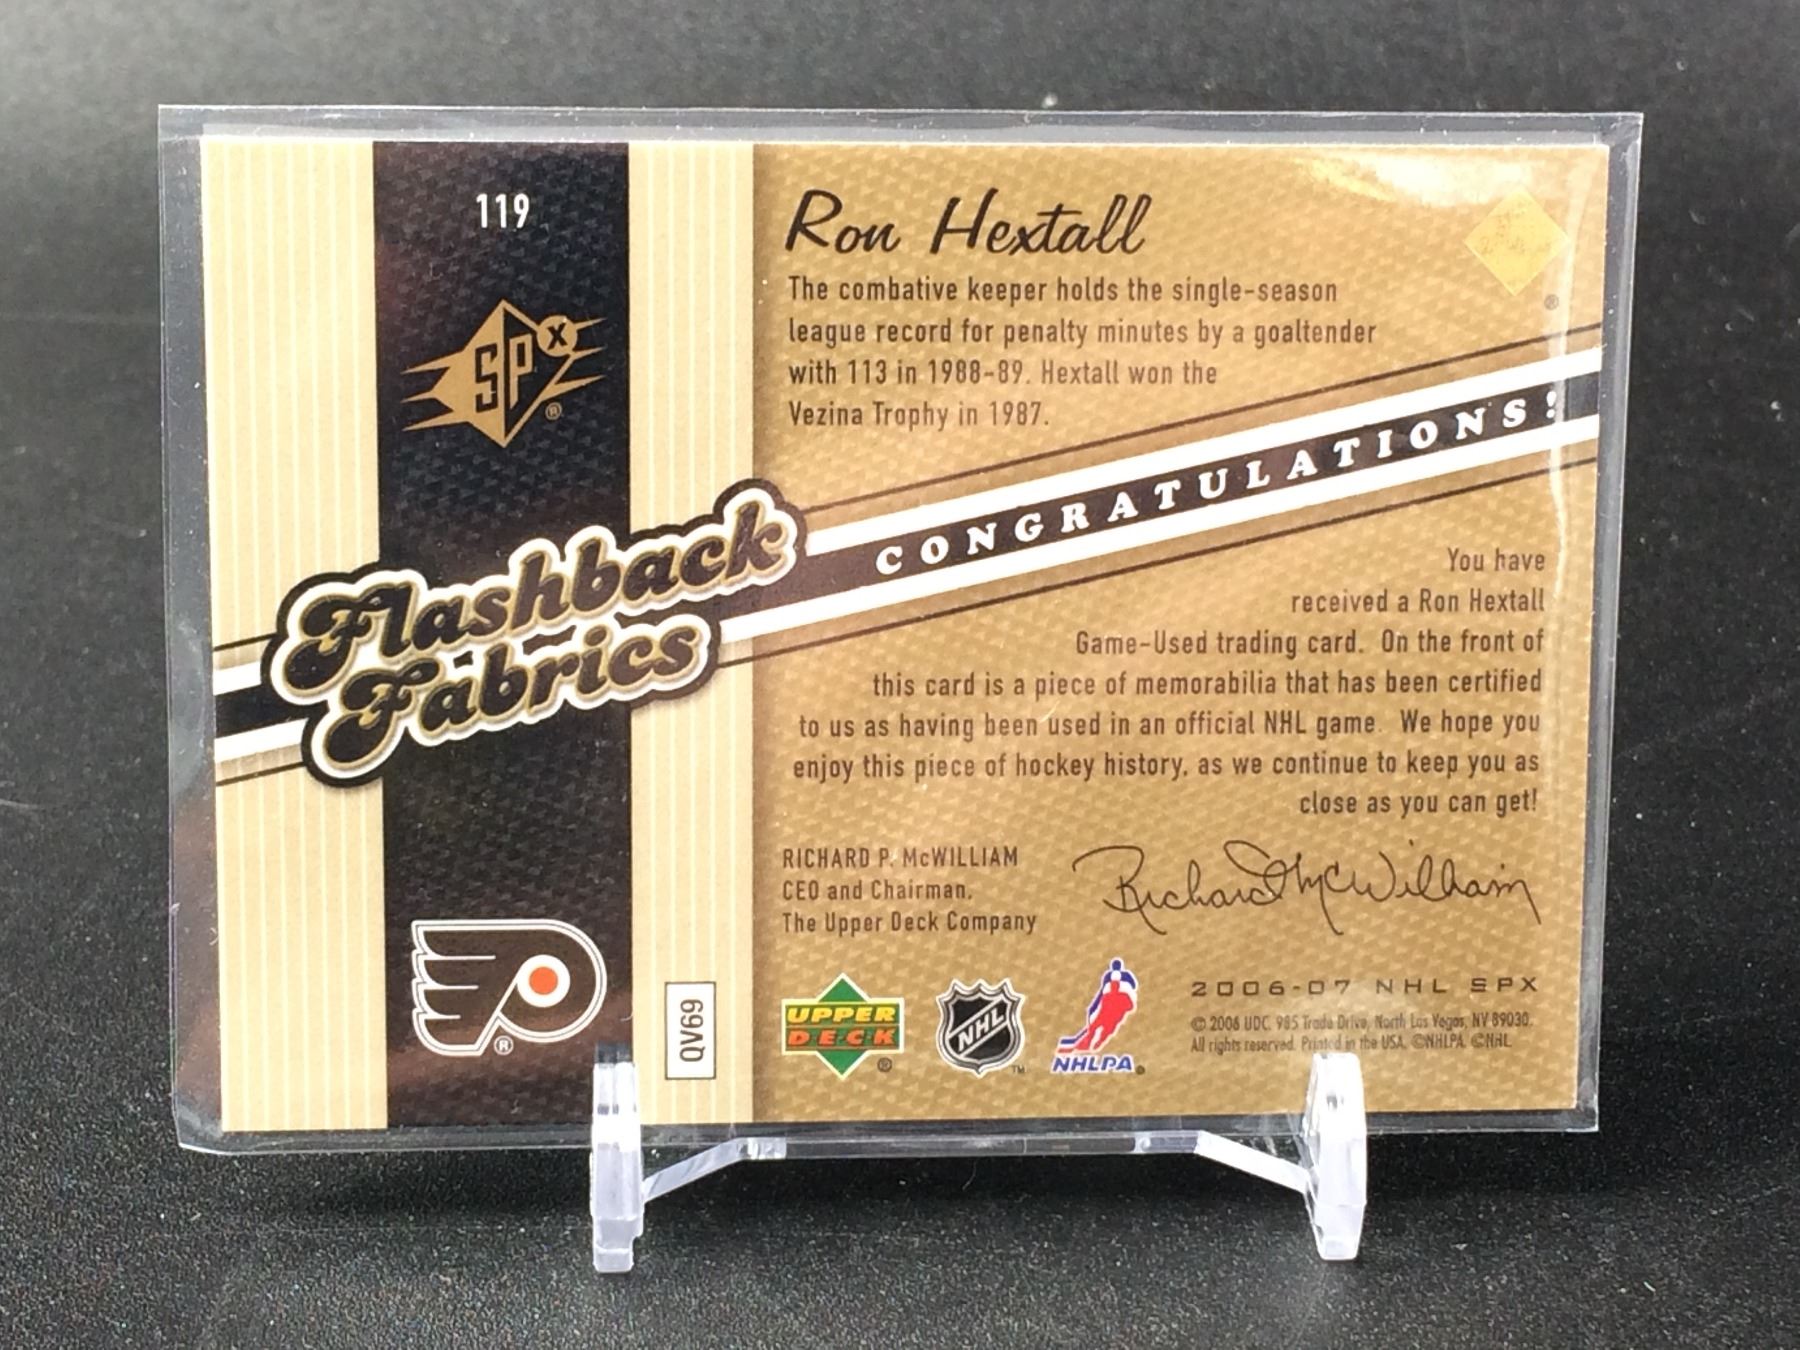 119
SPX
®
Flashback
Fabrics
®
QV69
Ron Hextall
The combative keeper holds the single-season
league record for penalty minutes by a goaltender
with 113 in 1988-89. Hextall won the
Vezina Trophy in 1987.
®
CONGRATULATIONS!
You have
received a Ron Hextall
Game-Used trading card. On the front of
this card is a piece of memorabilia that has been certified
to us as having been used in an official NHL game. We hope you
enjoy this piece of hockey history, as we continue to keep you as
close as you can get!
RICHARD P. McWILLIAM
CEO and Chairman,
The Upper Deck Company
Richard McWilliam
UPPER
DECK
®
NHL
™
NHLPA®
2006-07 NHL SPX
© 2006 UDC, 985 Trade Drive, North Las Vegas, NV 89030.
All rights reserved. Printed in the USA. ©NHLPA. ©NHL